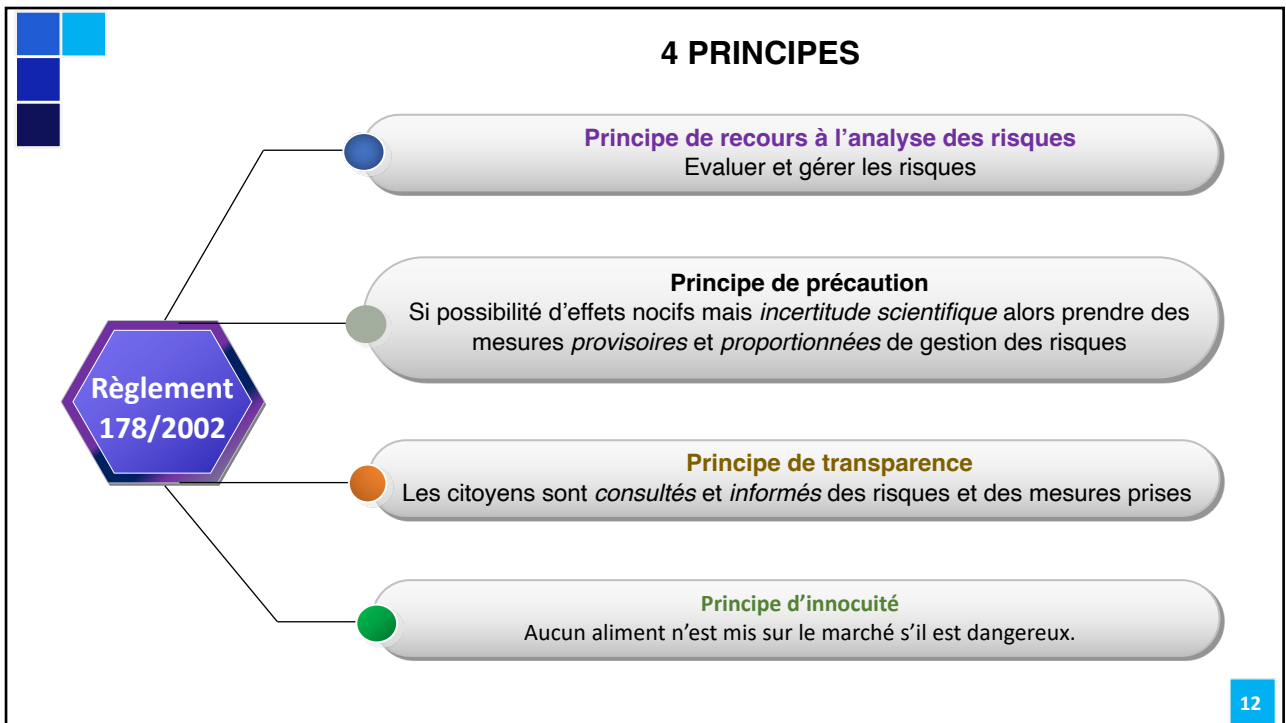 4 PRINCIPES
Principe de recours à l’analyse des risques
Evaluer et gérer les risques
Principe de précaution
Si possibilité d’effets nocifs mais incertitude scientifique alors prendre des
mesures provisoires et proportionnées de gestion des risques
Règlement
178/2002
Principe de transparence
Les citoyens sont consultés et informés des risques et des mesures prises
Principe d’innocuité
Aucun aliment n’est mis sur le marché s’il est dangereux.
12